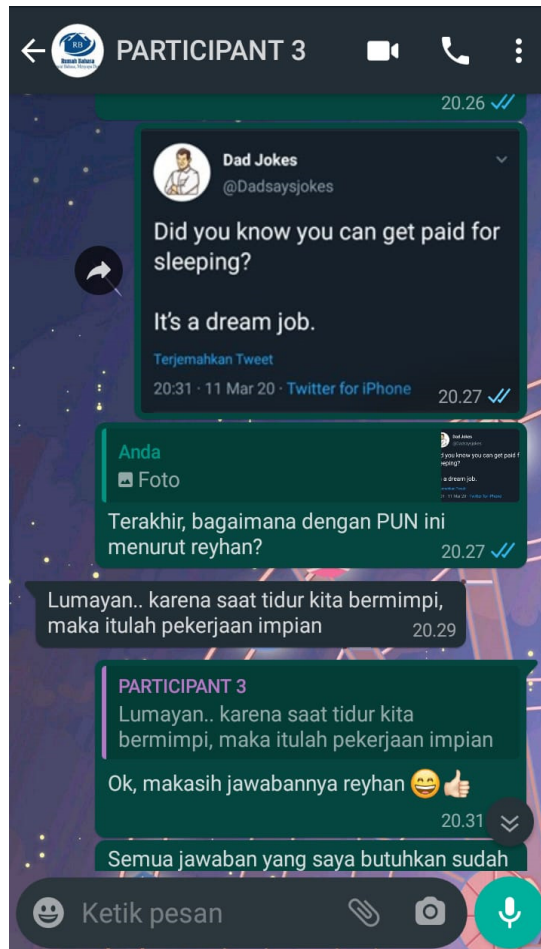 PARTICIPANT 3
20.26
Dad Jokes
@Dadsaysjokes
Did you know you can get paid for
sleeping?
It's a dream job.
Terjemahkan Tweet
20:31 · 11 Mar 20 · Twitter for iPhone
20.27
Anda
Foto
Terakhir, bagaimana dengan PUN ini
menurut reyhan?
20.27
Lumayan.. karena saat tidur kita bermimpi,
maka itulah pekerjaan impian
20.29
PARTICIPANT 3
Lumayan.. karena saat tidur kita
bermimpi, maka itulah pekerjaan impian
Ok, makasih jawabannya reyhan 😄👍🏻
20.31
Semua jawaban yang saya butuhkan sudah
Ketik pesan